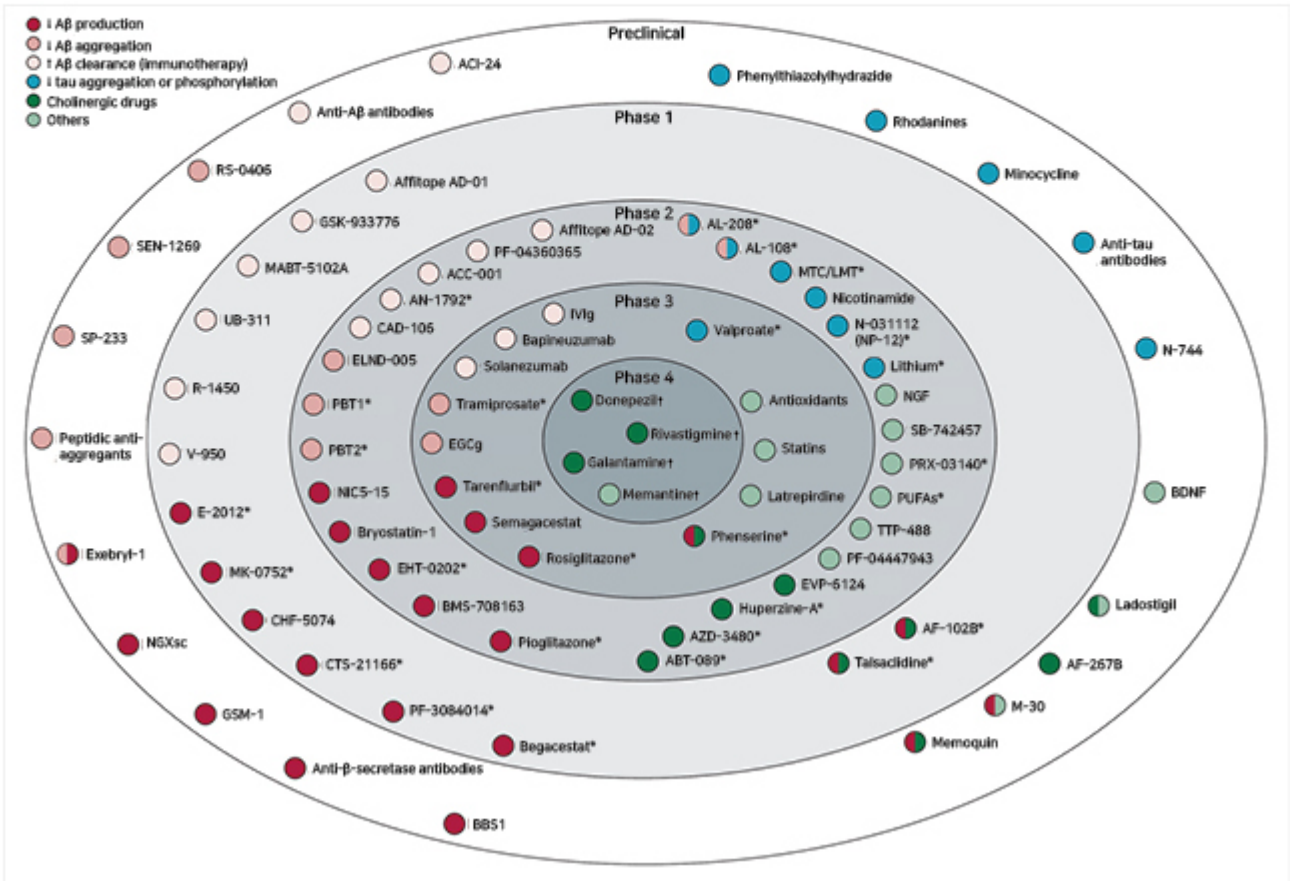 ↓ Aβ production
↓ Aβ aggregation
↑ Aβ clearance (immunotherapy)
↓ tau aggregation or phosphorylation
Cholinergic drugs
Others
Preclinical
ACI-24
Phenylthiazolylhydrazide
Anti-Aβ antibodies
Rhodanines
RS-0406
Minocycline
SEN-1269
Anti-tau
antibodies
SP-233
N-744
Peptidic anti-
aggregants
BDNF
Exebryl-1
Ladostigil
NGXsc
AF-267B
GSM-1
M-30
Memoquin
Anti-β-secretase antibodies
BBS1
Phase 1
Affitope AD-01
GSK-933776
MABT-5102A
UB-311
R-1450
V-950
E-2012*
MK-0752*
CHF-5074
CTS-21166*
PF-3084014*
Begacestat*
AF-102B*
Talsaclidine*
Phase 2
Affitope AD-02
AL-208*
PF-04360365
AL-108*
ACC-001
MTC/LMT*
AN-1792*
Nicotinamide
CAD-106
N-031112
(NP-12)*
ELND-005
Lithium*
PBT1*
NGF
PBT2*
SB-742457
NIC5-15
PRX-03140*
Bryostatin-1
PUFAs*
EHT-0202*
TTP-488
BMS-708163
PF-04447943
Pioglitazone*
EVP-6124
Huperzine-A*
AZD-3480*
ABT-089*
Phase 3
IVIg
Valproate*
Bapineuzumab
Solanezumab
Tramiprosate*
Antioxidants
EGCg
Statins
Tarenflurbil*
Latrepirdine
Semagacestat
Phenserine*
Rosiglitazone*
Phase 4
Donepezil†
Rivastigmine†
Galantamine†
Memantine†